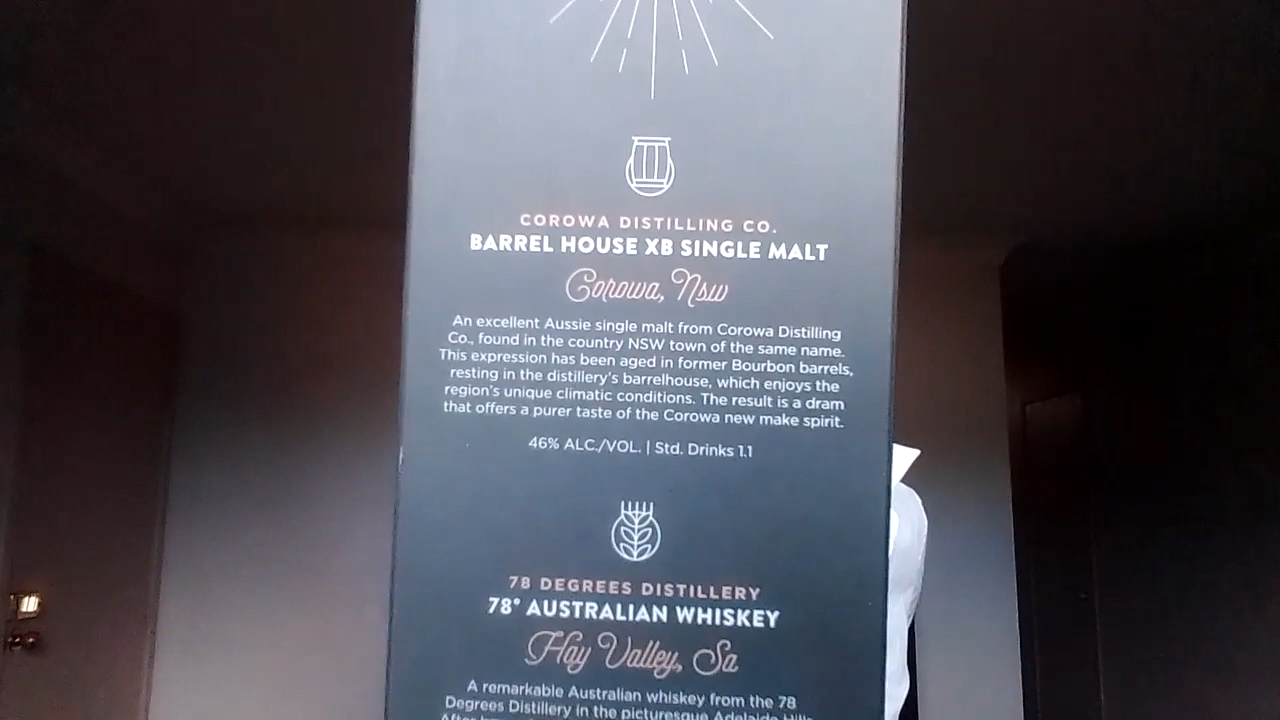 COROWA DISTILLING CO.
BARREL HOUSE XB SINGLE MALT
Corowa, Nsw
An excellent Aussie single malt from Corowa Distilling
Co., found in the country NSW town of the same name.
This expression has been aged in former Bourbon barrels,
resting in the distillery's barrelhouse, which enjoys the
region's unique climatic conditions. The result is a dram
that offers a purer taste of the Corowa new make spirit.
46% ALC./VOL. | Std. Drinks 1.1
78 DEGREES DISTILLERY
78° AUSTRALIAN WHISKEY
Hay Valley, Sa
A remarkable Australian whiskey from the 78
Degrees Distillery in the picturesque Adelaide Hills